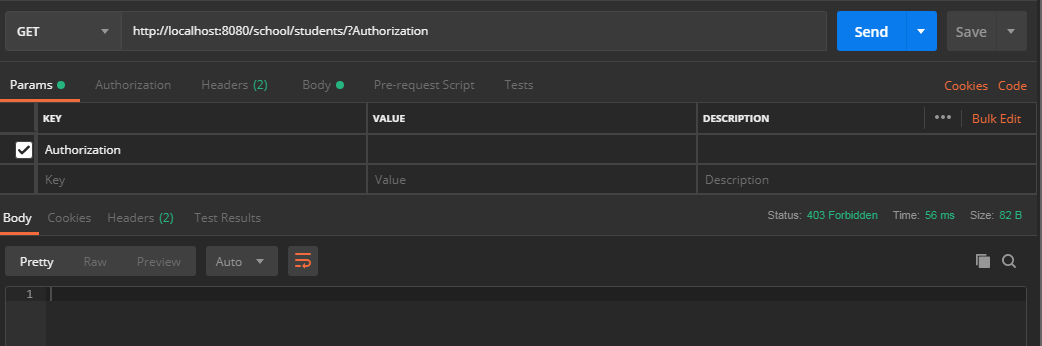 GET http://localhost:8080/school/students/?Authorization Send Save
Params Authorization Headers (2) Body Pre-request Script Tests Cookies Code
KEY VALUE DESCRIPTION ••• Bulk Edit
Authorization
Key Value Description
Body Cookies Headers (2) Test Results Status: 403 Forbidden Time: 56 ms Size: 82 B
Pretty Raw Preview Auto
1